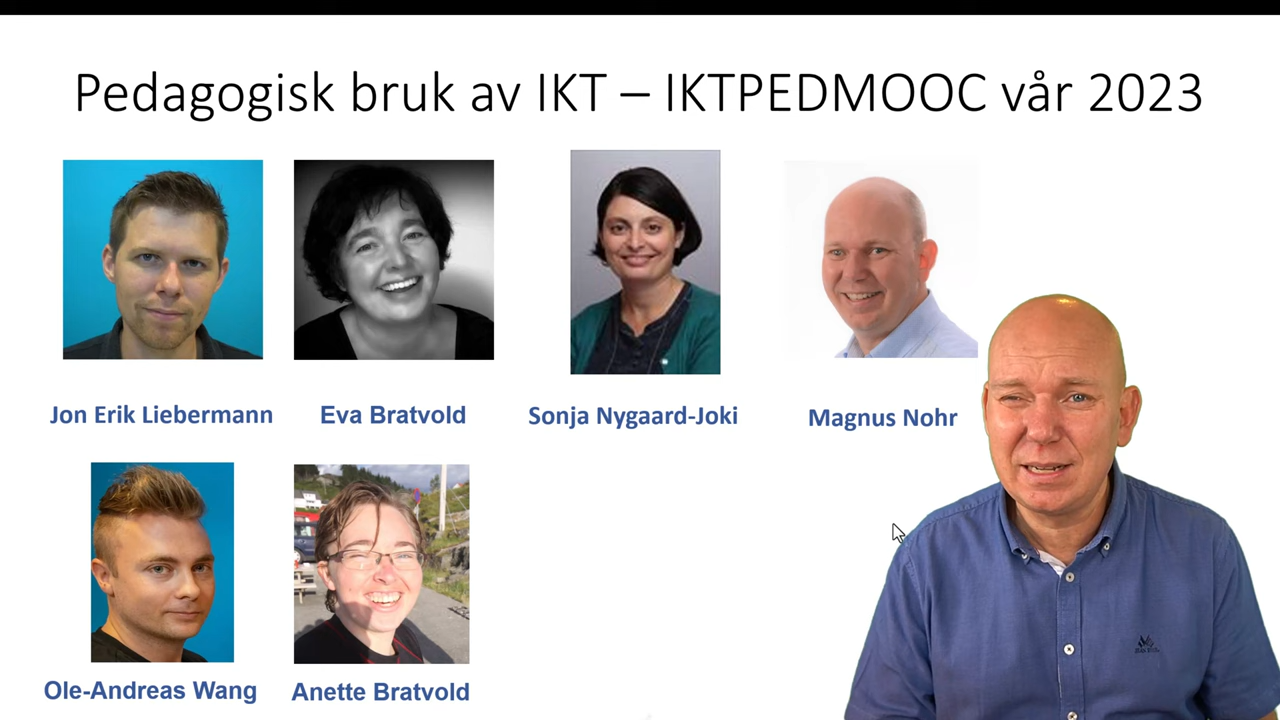 Pedagogisk bruk av IKT – IKTPEDMOOC vår 2023
Jon Erik Liebermann
Eva Bratvold
Sonja Nygaard-Joki
Magnus Nohr
Ole-Andreas Wang
Anette Bratvold